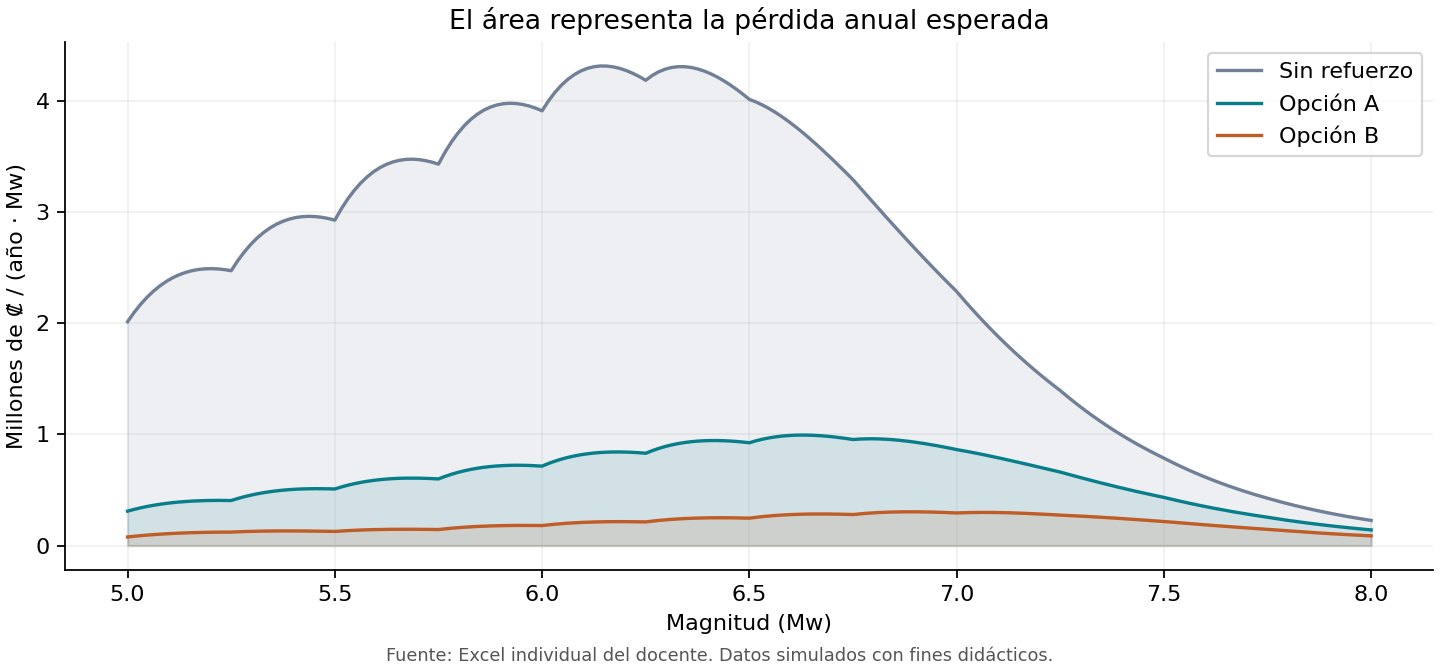 El área representa la pérdida anual esperada
Millones de ₡ / (año · Mw)
4
3
2
1
0
Sin refuerzo
Opción A
Opción B
5.0 5.5 6.0 6.5 7.0 7.5 8.0
Magnitud (Mw)
Fuente: Excel individual del docente. Datos simulados con fines didácticos.